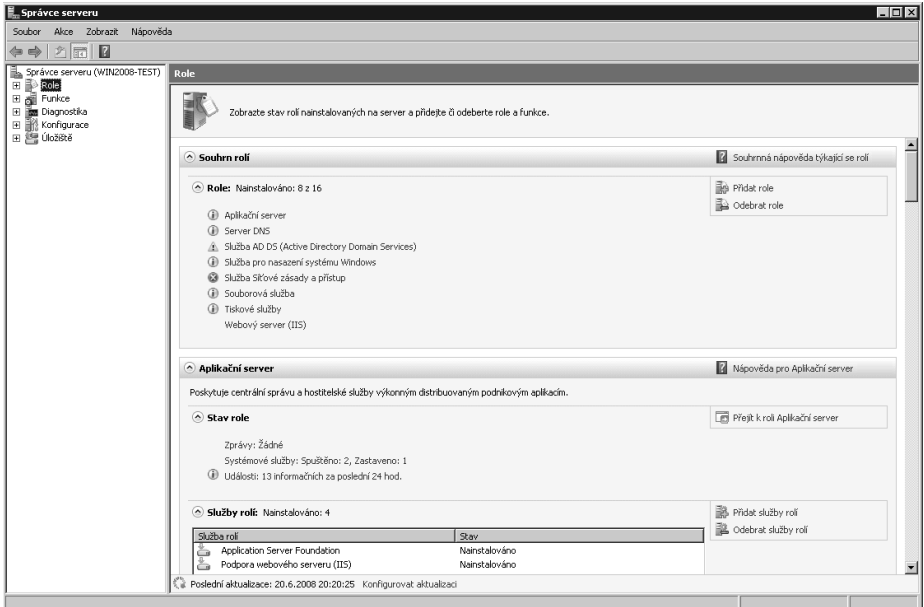 Správce serveru
Soubor Akce Zobrazit Nápověda
Správce serveru (WIN2008-TEST)
Role
Funkce
Diagnostika
Konfigurace
Úložiště
Role
Zobrazte stav rolí nainstalovaných na server a přidejte či odeberte role a funkce.
Souhrn rolí
Souhrnná nápověda týkající se rolí
Role: Nainstalováno: 8 z 16
Přidat role
Odebrat role
Aplikační server
Server DNS
Služba AD DS (Active Directory Domain Services)
Služba pro nasazení systému Windows
Služba Síťové zásady a přístup
Souborová služba
Tiskové služby
Webový server (IIS)
Aplikační server
Nápověda pro Aplikační server
Poskytuje centrální správu a hostitelské služby výkonným distribuovaným podnikovým aplikacím.
Stav role
Přejít k roli Aplikační server
Zprávy: Žádné
Systémové služby: Spuštěno: 2, Zastaveno: 1
Události: 13 informačních za poslední 24 hod.
Služby rolí: Nainstalováno: 4
Přidat služby rolí
Odebrat služby rolí
Služba rolí Stav
Application Server Foundation Nainstalováno
Podpora webového serveru (IIS) Nainstalováno
Poslední aktualizace: 20.6.2008 20:20:25 Konfigurovat aktualizaci